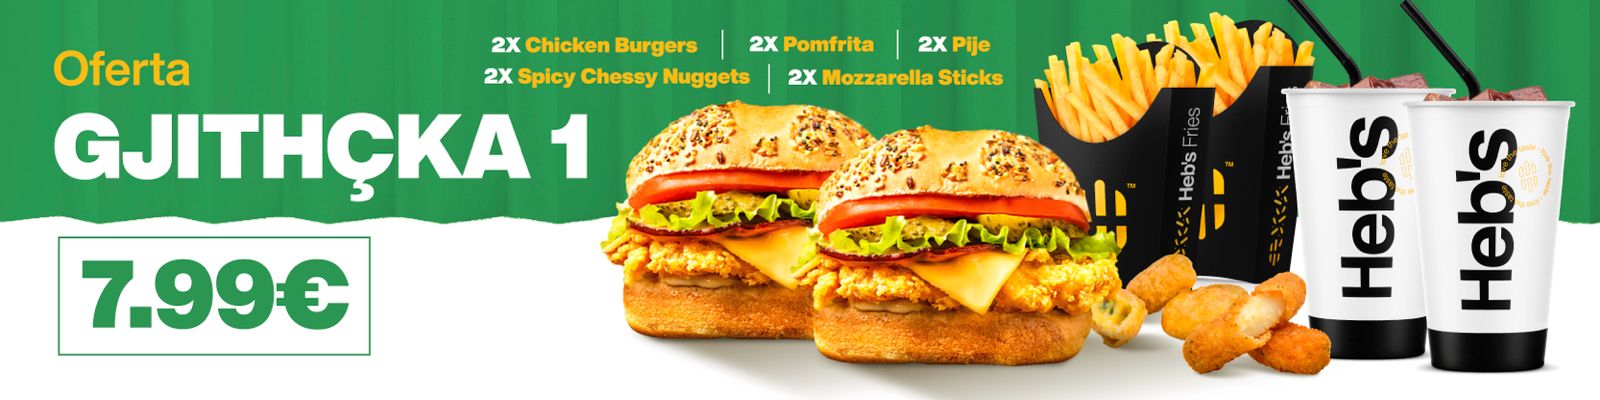 Oferta
GJITHÇKA 1
7.99€
2X Chicken Burgers | 2X Pomfrita | 2X Pije
2X Spicy Chessy Nuggets | 2X Mozzarella Sticks
Heb's Fries
Heb's Fries
Heb's
Heb's